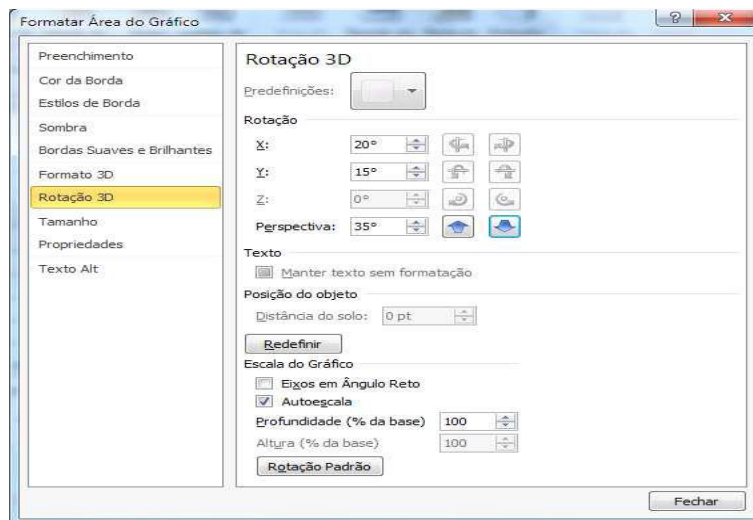 Formatar Área do Gráfico
Preenchimento
Cor da Borda
Estilos de Borda
Sombra
Bordas Suaves e Brilhantes
Formato 3D
Rotação 3D
Tamanho
Propriedades
Texto Alt
Rotação 3D
Predefinições:
Rotação
X: 20°
Y: 15°
Z: 0°
Perspectiva: 35°
Texto
Manter texto sem formatação
Posição do objeto
Distância do solo: 0 pt
Redefinir
Escala do Gráfico
Eixos em Ângulo Reto
Autoescala
Profundidade (% da base) 100
Altura (% da base) 100
Rotação Padrão
Fechar